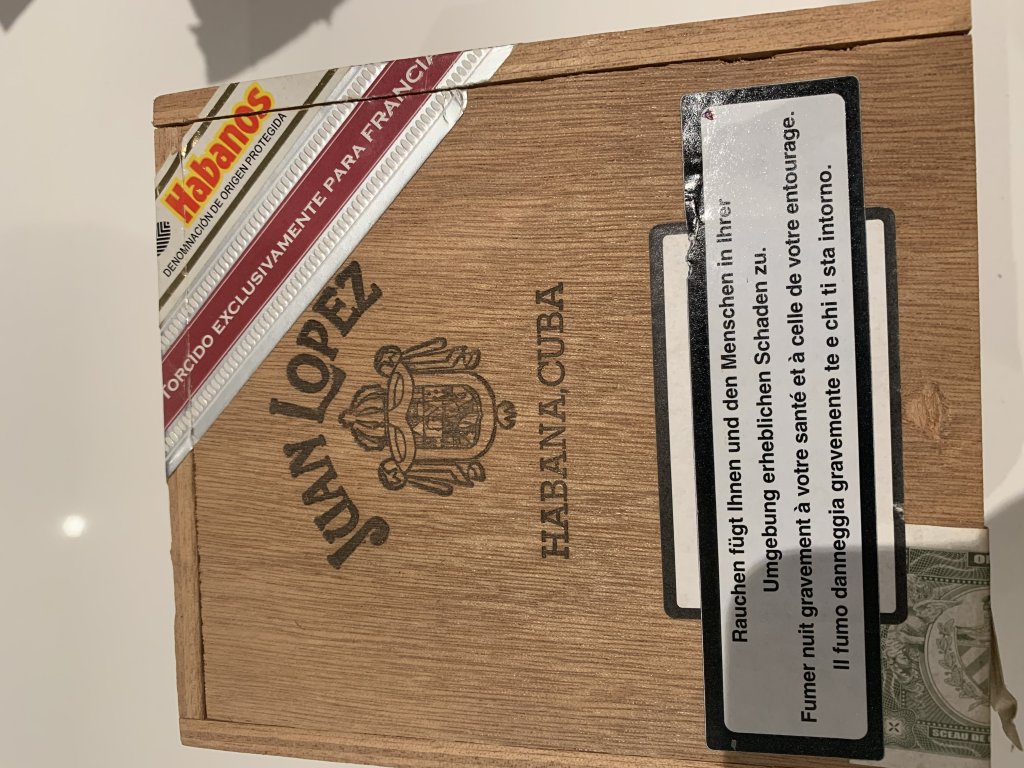 Habanos
DENOMINACIÓN DE ORIGEN PROTEGIDA
TORCIDO EXCLUSIVAMENTE PARA FRANCIA
JUAN LOPEZ
HABANA, CUBA
Rauchen fügt Ihnen und den Menschen in Ihrer
Umgebung erheblichen Schaden zu.
Fumer nuit gravement à votre santé et à celle de votre entourage.
Il fumo danneggia gravemente te e chi ti sta intorno.
SCEAU DE